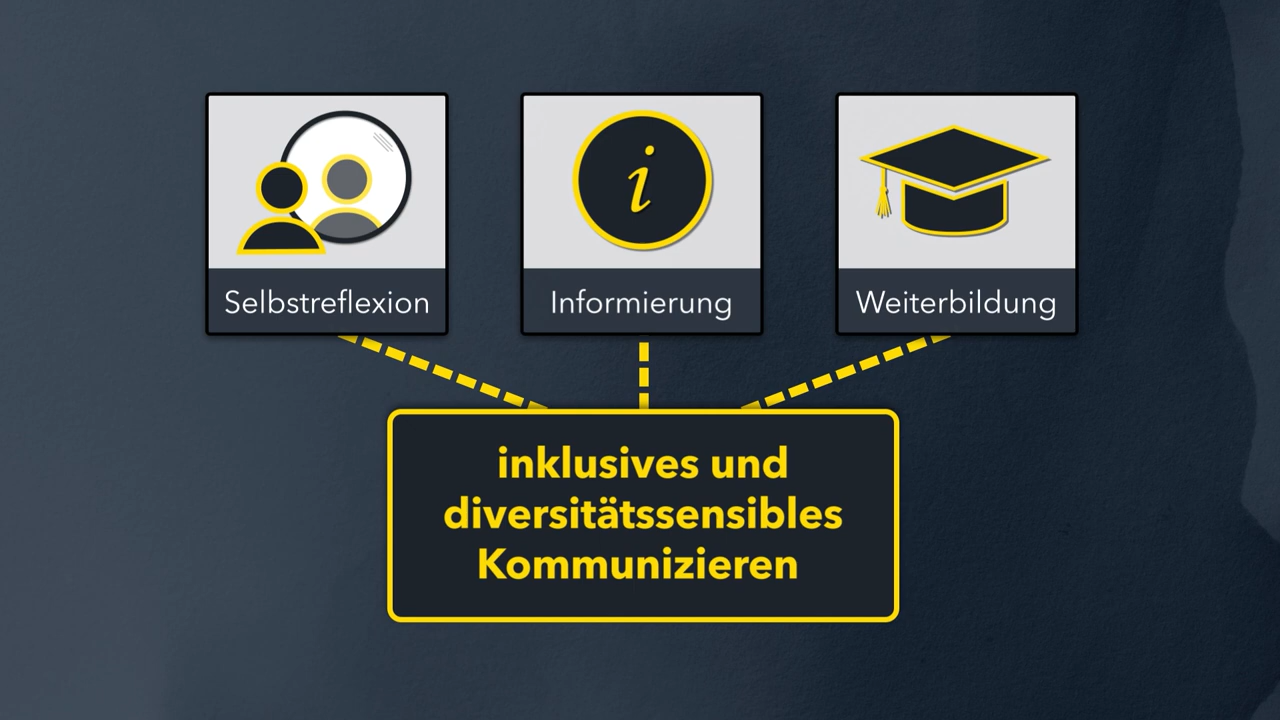 Selbstreflexion
i
Informierung
Weiterbildung
inklusives und
diversitätssensibles
Kommunizieren